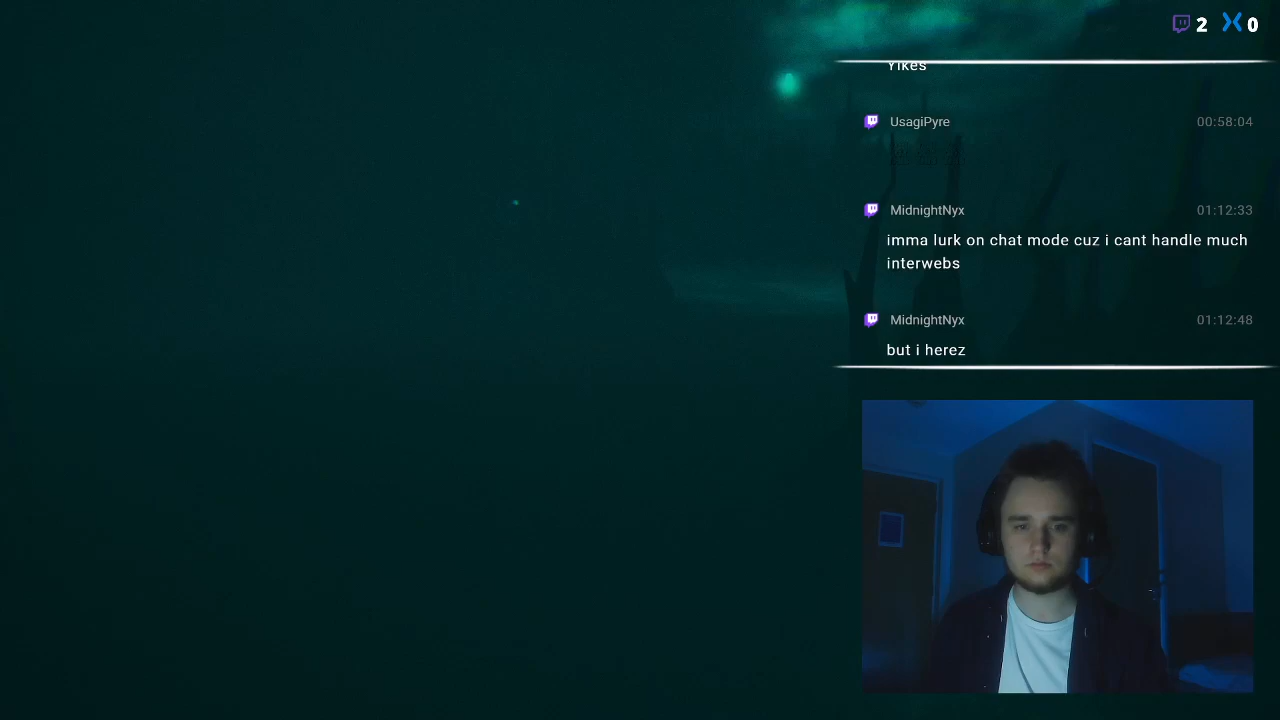 2 0
Yikes
UsagiPyre 00:58:04
MidnightNyx 01:12:33
imma lurk on chat mode cuz i cant handle much
interwebs
MidnightNyx 01:12:48
but i herez